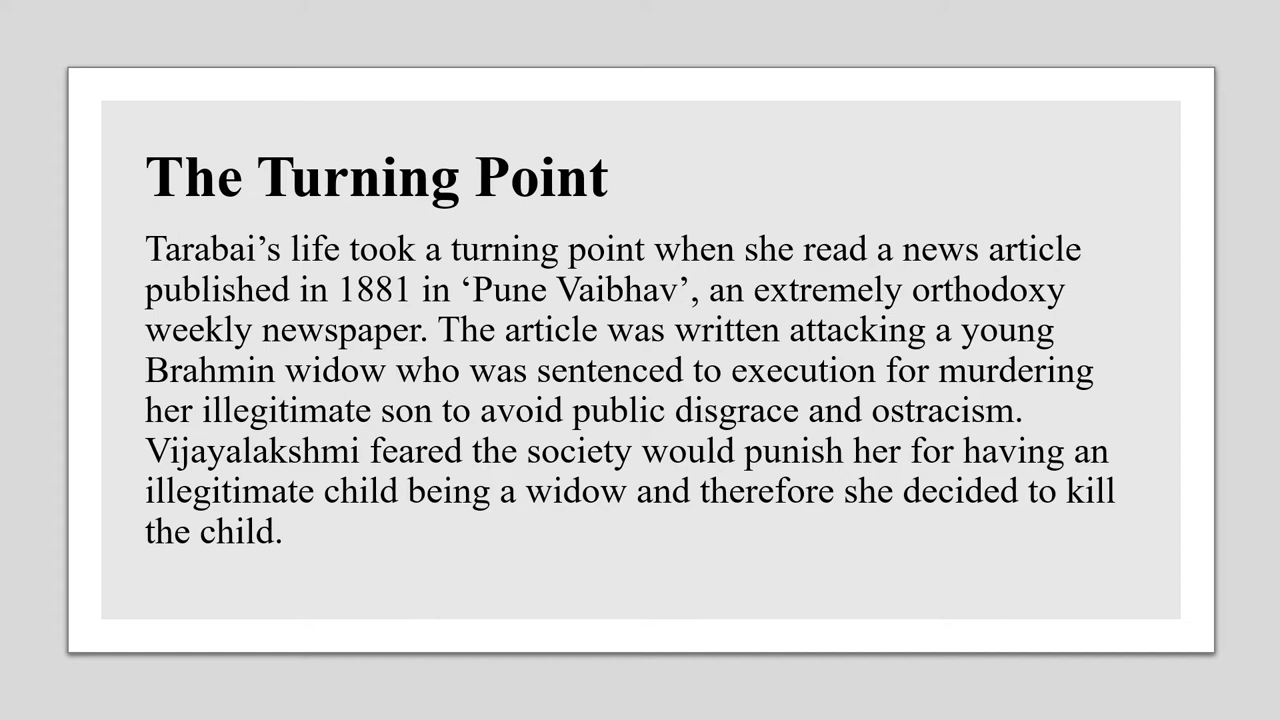 The Turning Point
Tarabai’s life took a turning point when she read a news article
published in 1881 in ‘Pune Vaibhav’, an extremely orthodoxy
weekly newspaper. The article was written attacking a young
Brahmin widow who was sentenced to execution for murdering
her illegitimate son to avoid public disgrace and ostracism.
Vijayalakshmi feared the society would punish her for having an
illegitimate child being a widow and therefore she decided to kill
the child.